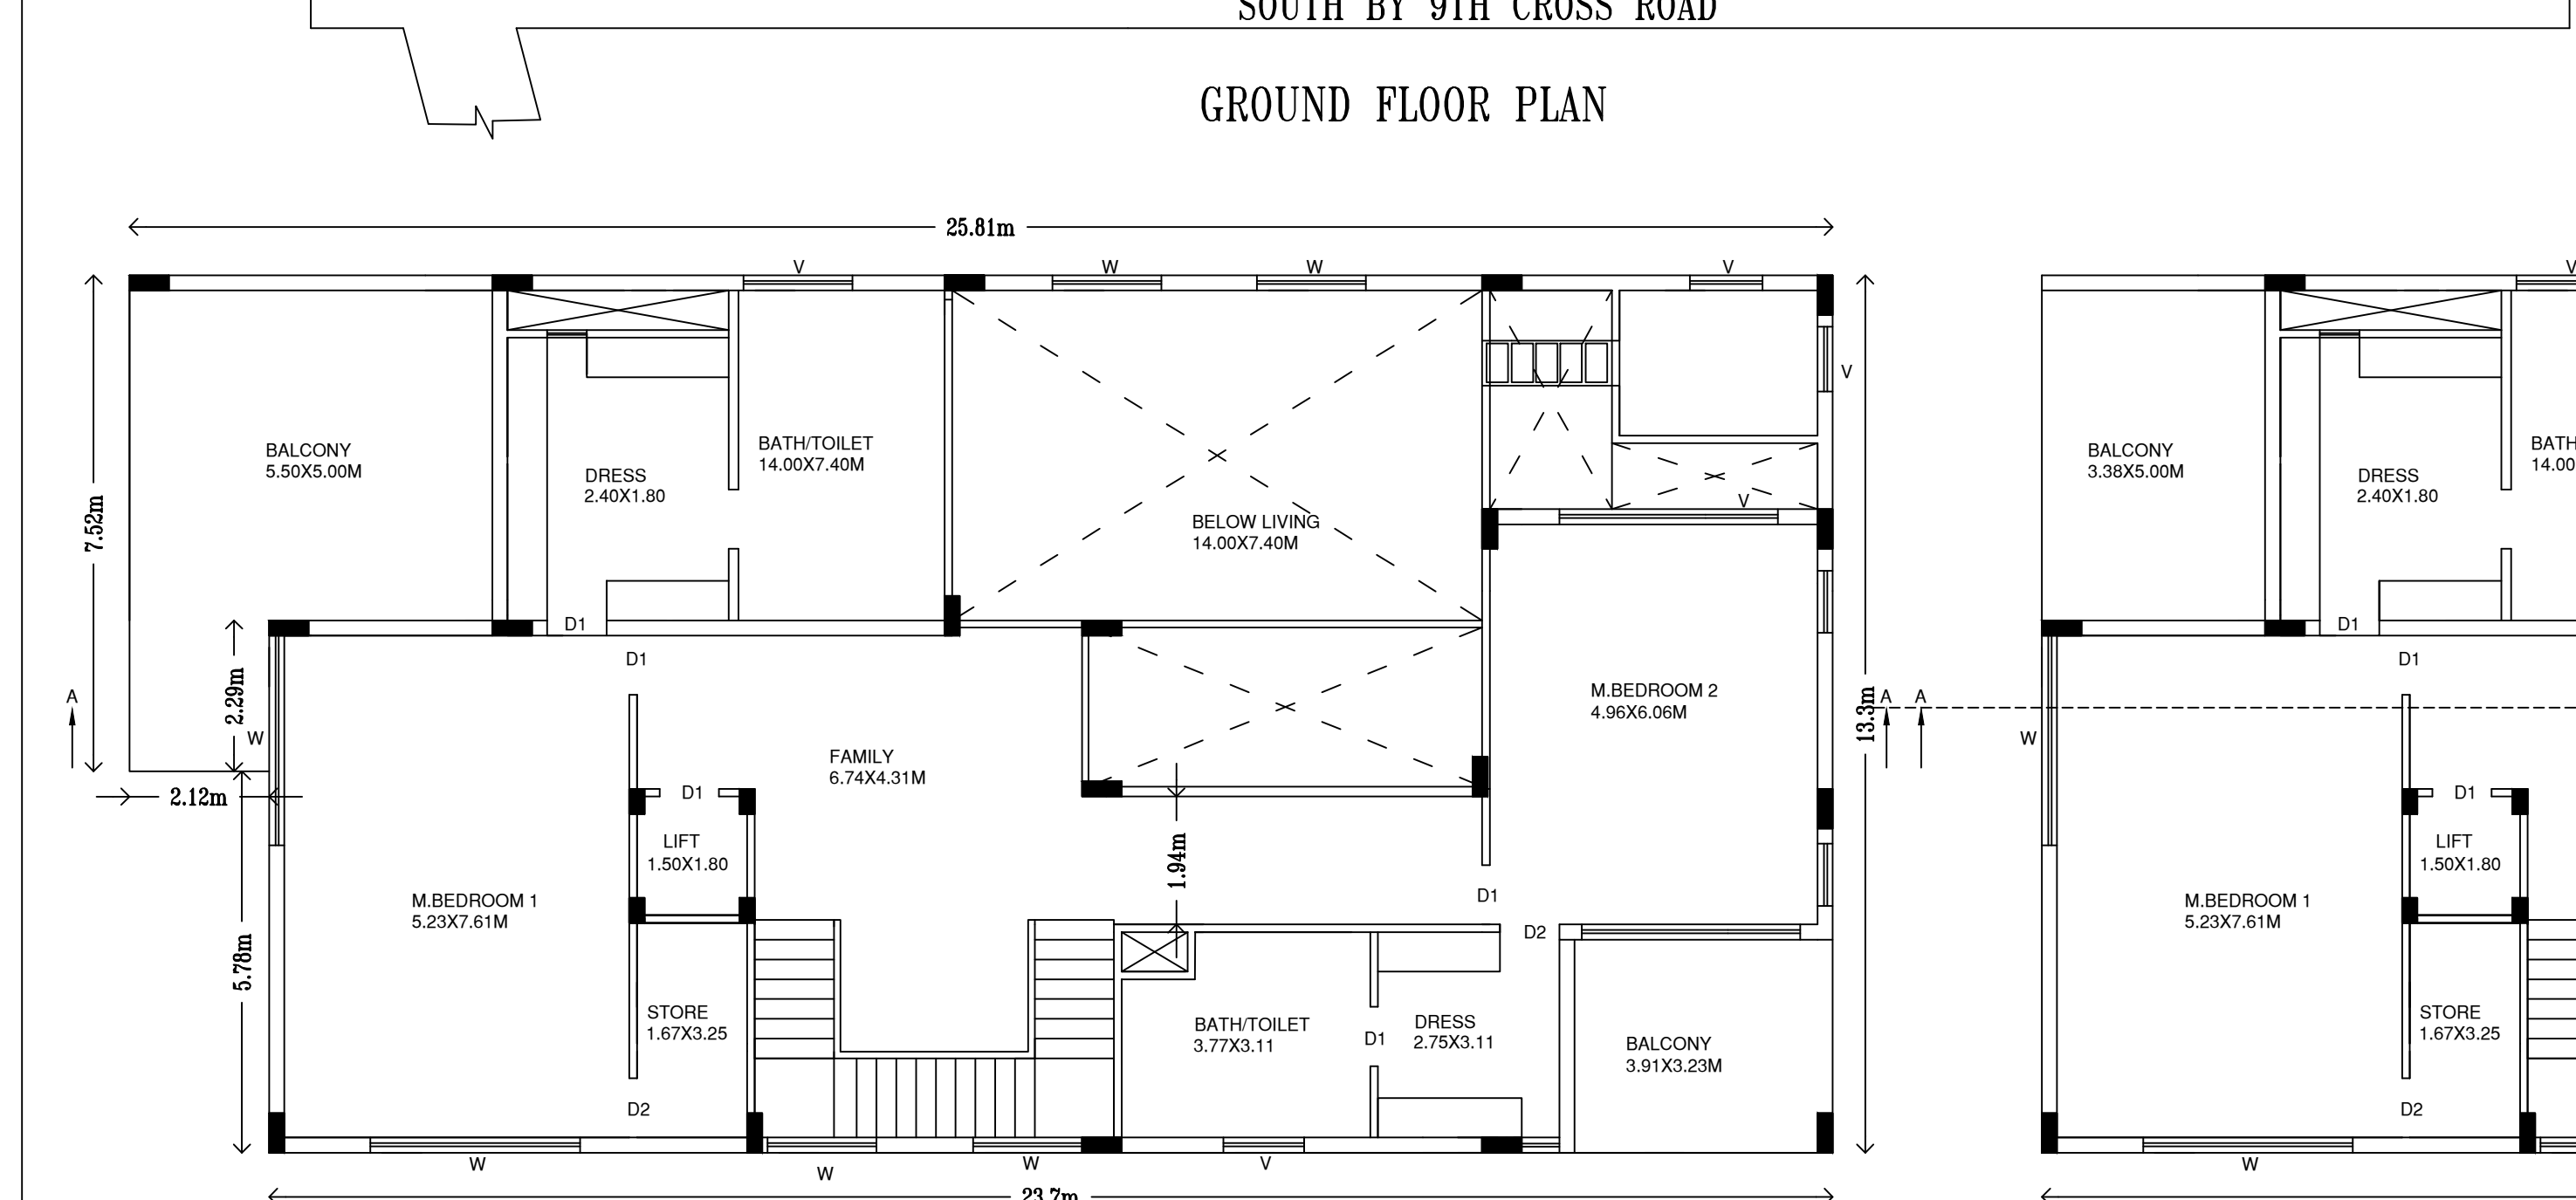 SOUTH BY 9TH CROSS ROAD
GROUND FLOOR PLAN
25.81m
V
W
W
V
V
V
BALCONY
5.50X5.00M
DRESS
2.40X1.80
BATH/TOILET
14.00X7.40M
BELOW LIVING
14.00X7.40M
V
7.52m
D1
D1
2.29m
A
W
2.12m
5.78m
M.BEDROOM 1
5.23X7.61M
D1
LIFT
1.50X1.80
STORE
1.67X3.25
D2
FAMILY
6.74X4.31M
1.94m
M.BEDROOM 2
4.96X6.06M
D1
D2
13.3m
A
A
BATH/TOILET
3.77X3.11
D1
DRESS
2.75X3.11
BALCONY
3.91X3.23M
W
W
W
V
23.7m
BALCONY
3.38X5.00M
DRESS
2.40X1.80
BATH
14.00
D1
D1
W
D1
LIFT
1.50X1.80
M.BEDROOM 1
5.23X7.61M
STORE
1.67X3.25
D2
W